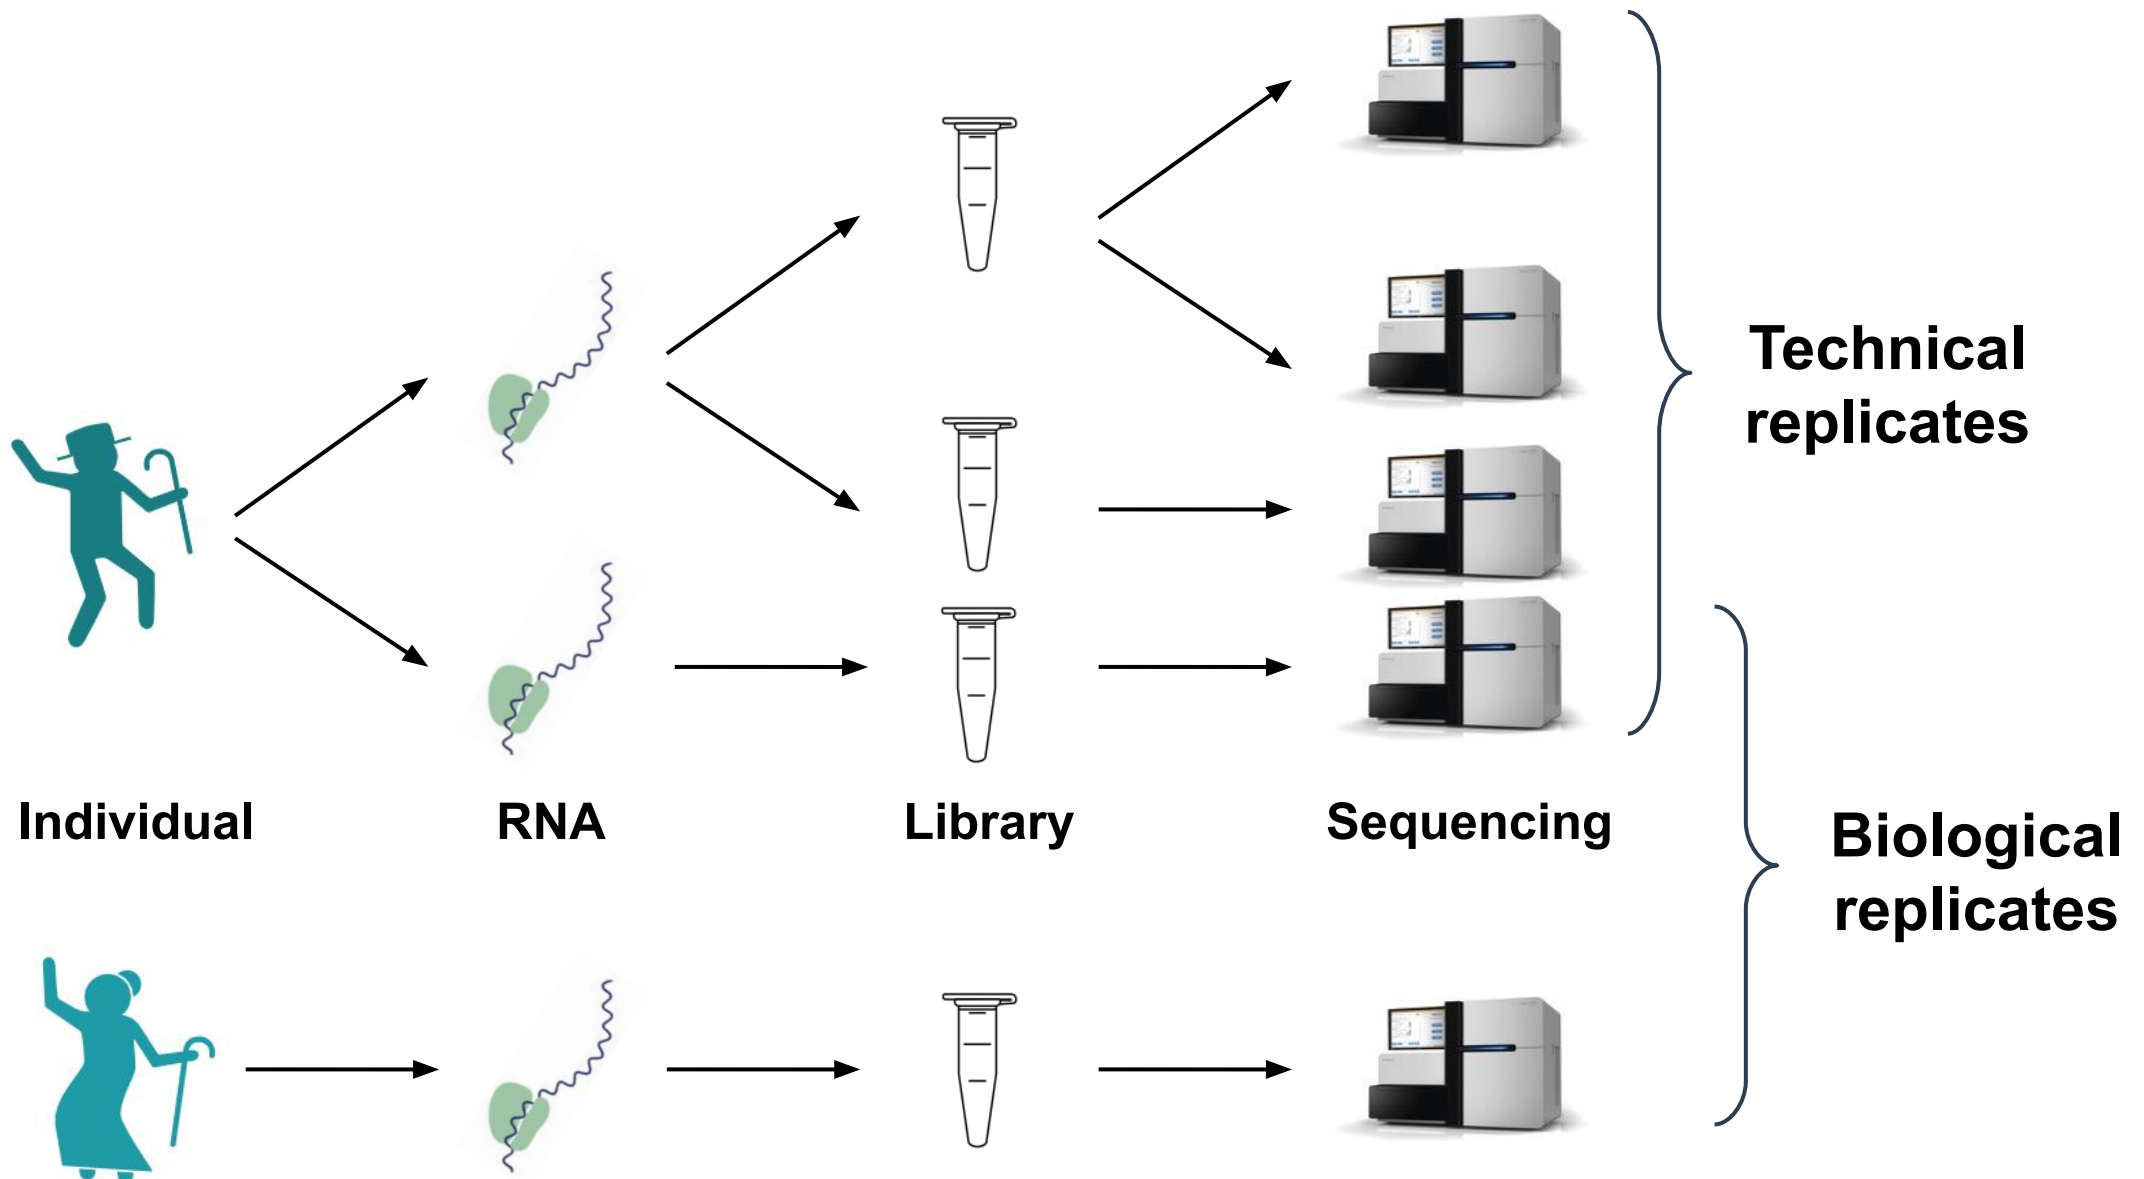 Technical
replicates
Individual
RNA
Library
Sequencing
Biological
replicates